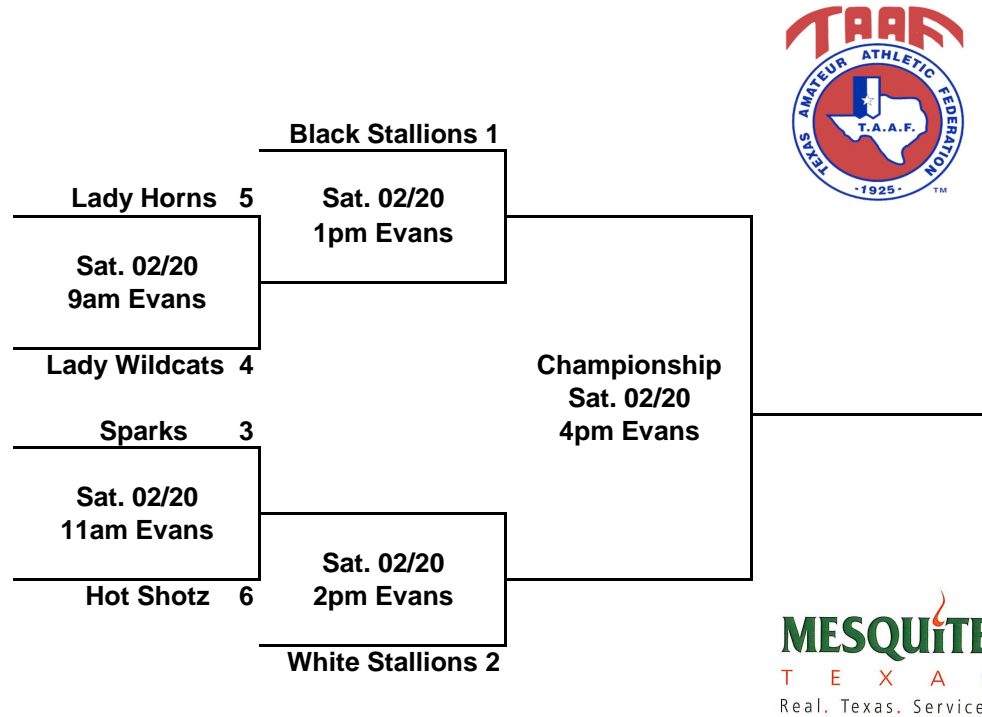 TAAF
TEXAS AMATEUR ATHLETIC FEDERATION
T.A.A.F.
-1925-
TM
Black Stallions 1
Lady Horns 5
Sat. 02/20
1pm Evans
Sat. 02/20
9am Evans
Lady Wildcats 4
Championship
Sat. 02/20
4pm Evans
Sparks 3
Sat. 02/20
11am Evans
Hot Shotz 6
Sat. 02/20
2pm Evans
White Stallions 2
MESQUiTE
T E X A
Real. Texas. Service